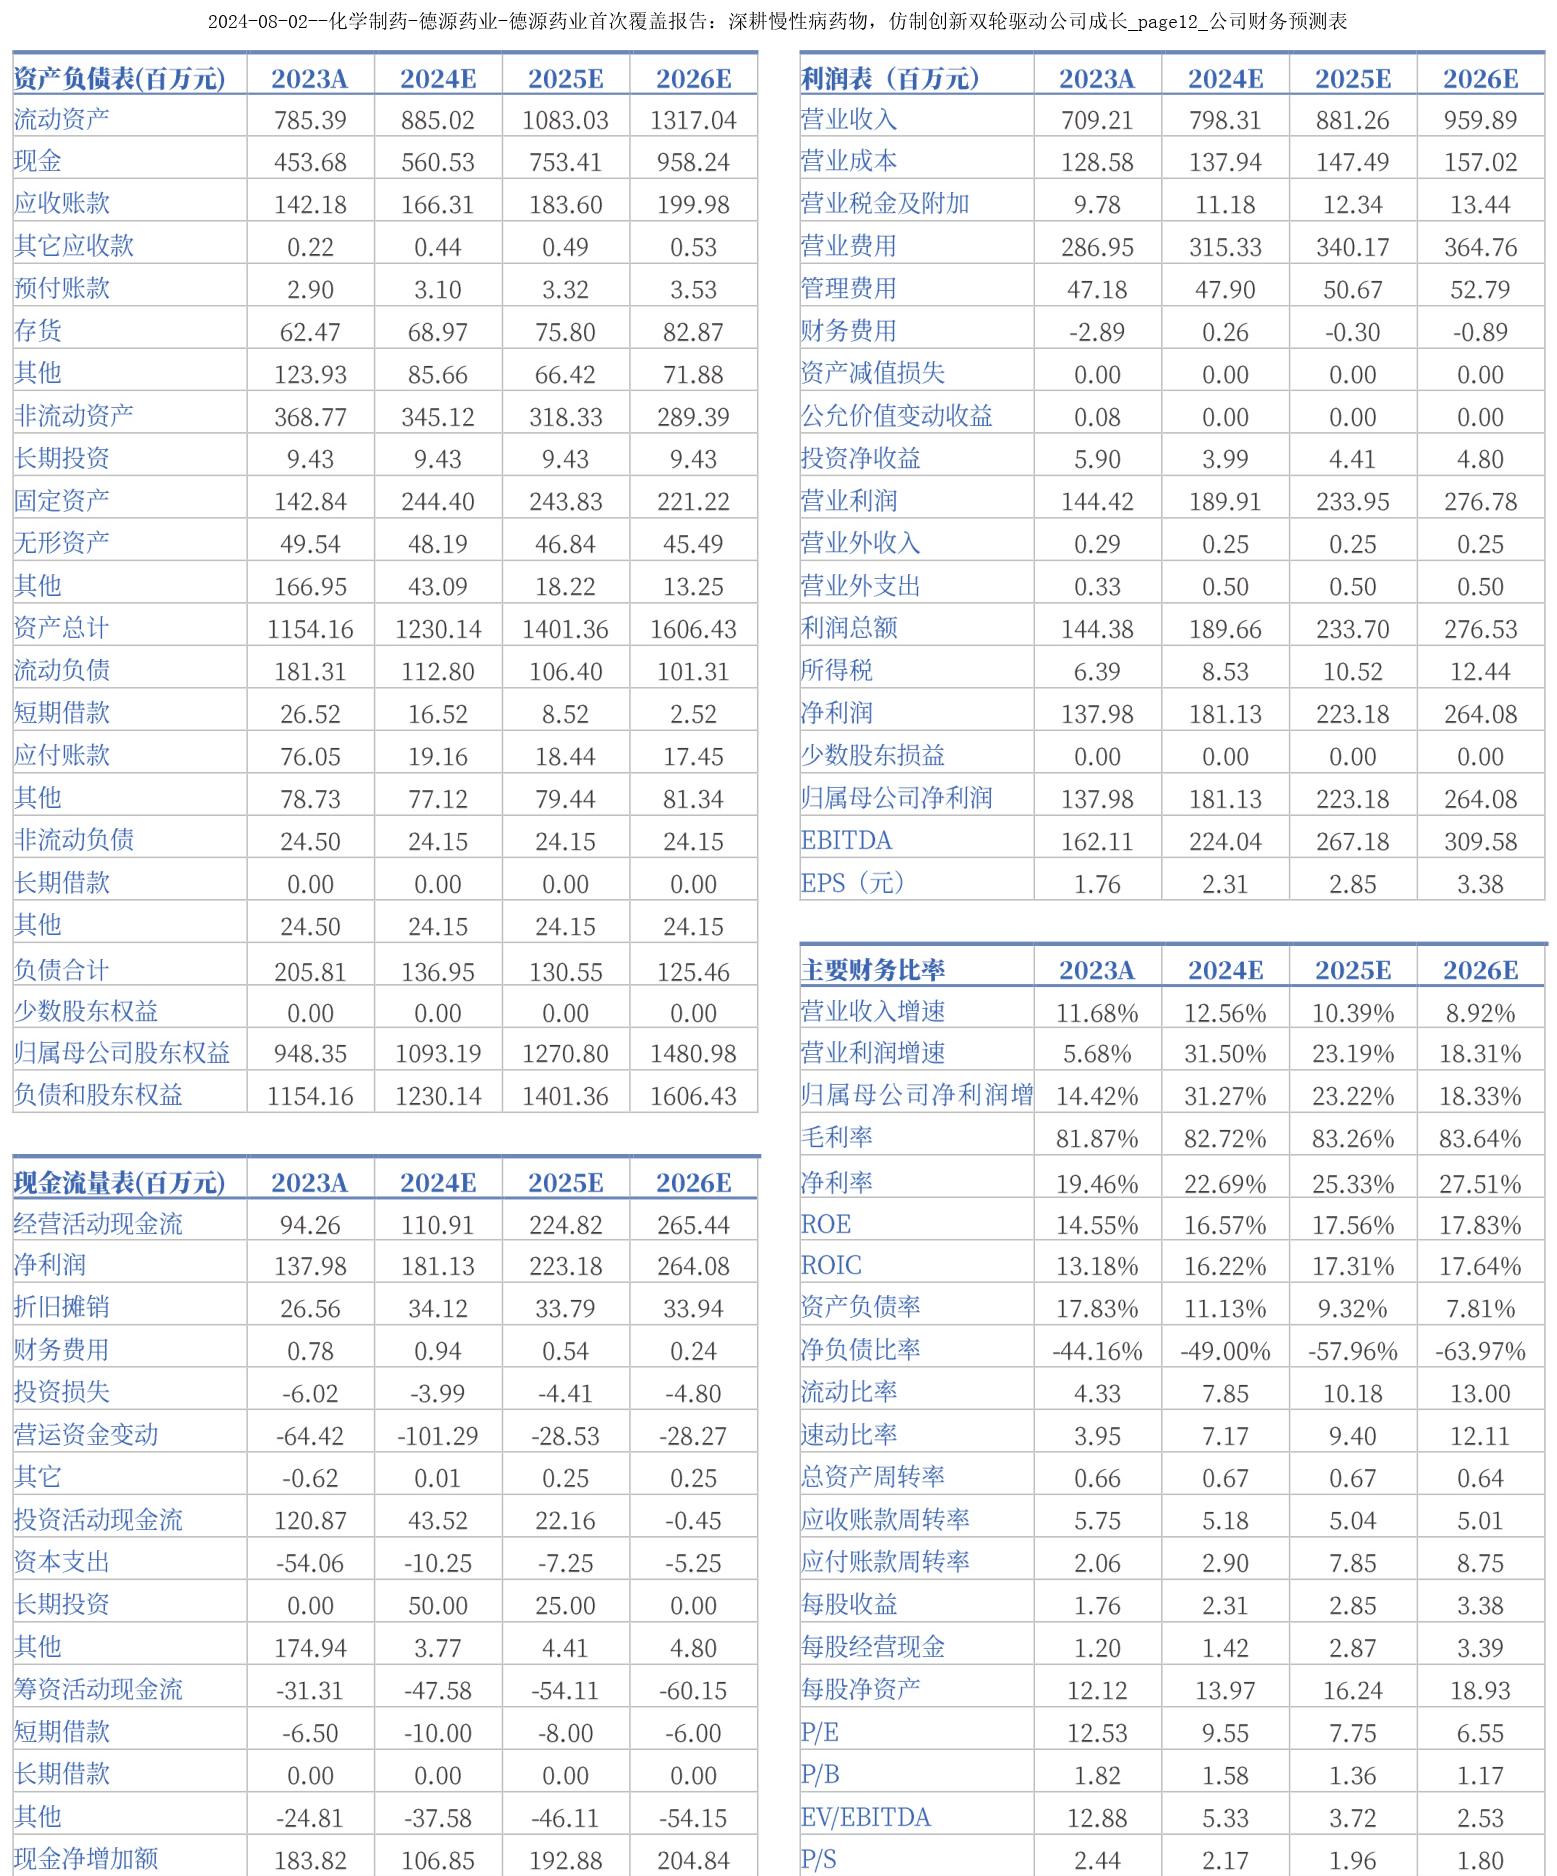 2024-08-02--化学制药-德源药业-德源药业首次覆盖报告：深耕慢性病药物，仿制创新双轮驱动公司成长_page12_公司财务预测表
资产负债表(百万元) 2023A 2024E 2025E 2026E
流动资产 785.39 885.02 1083.03 1317.04
现金 453.68 560.53 753.41 958.24
应收账款 142.18 166.31 183.60 199.98
其它应收款 0.22 0.44 0.49 0.53
预付账款 2.90 3.10 3.32 3.53
存货 62.47 68.97 75.80 82.87
其他 123.93 85.66 66.42 71.88
非流动资产 368.77 345.12 318.33 289.39
长期投资 9.43 9.43 9.43 9.43
固定资产 142.84 244.40 243.83 221.22
无形资产 49.54 48.19 46.84 45.49
其他 166.95 43.09 18.22 13.25
资产总计 1154.16 1230.14 1401.36 1606.43
流动负债 181.31 112.80 106.40 101.31
短期借款 26.52 16.52 8.52 2.52
应付账款 76.05 19.16 18.44 17.45
其他 78.73 77.12 79.44 81.34
非流动负债 24.50 24.15 24.15 24.15
长期借款 0.00 0.00 0.00 0.00
其他 24.50 24.15 24.15 24.15
负债合计 205.81 136.95 130.55 125.46
少数股东权益 0.00 0.00 0.00 0.00
归属母公司股东权益 948.35 1093.19 1270.80 1480.98
负债和股东权益 1154.16 1230.14 1401.36 1606.43
现金流量表(百万元) 2023A 2024E 2025E 2026E
经营活动现金流 94.26 110.91 224.82 265.44
净利润 137.98 181.13 223.18 264.08
折旧摊销 26.56 34.12 33.79 33.94
财务费用 0.78 0.94 0.54 0.24
投资损失 -6.02 -3.99 -4.41 -4.80
营运资金变动 -64.42 -101.29 -28.53 -28.27
其它 -0.62 0.01 0.25 0.25
投资活动现金流 120.87 43.52 22.16 -0.45
资本支出 -54.06 -10.25 -7.25 -5.25
长期投资 0.00 50.00 25.00 0.00
其他 174.94 3.77 4.41 4.80
筹资活动现金流 -31.31 -47.58 -54.11 -60.15
短期借款 -6.50 -10.00 -8.00 -6.00
长期借款 0.00 0.00 0.00 0.00
其他 -24.81 -37.58 -46.11 -54.15
现金净增加额 183.82 106.85 192.88 204.84
利润表（百万元） 2023A 2024E 2025E 2026E
营业收入 709.21 798.31 881.26 959.89
营业成本 128.58 137.94 147.49 157.02
营业税金及附加 9.78 11.18 12.34 13.44
营业费用 286.95 315.33 340.17 364.76
管理费用 47.18 47.90 50.67 52.79
财务费用 -2.89 0.26 -0.30 -0.89
资产减值损失 0.00 0.00 0.00 0.00
公允价值变动收益 0.08 0.00 0.00 0.00
投资净收益 5.90 3.99 4.41 4.80
营业利润 144.42 189.91 233.95 276.78
营业外收入 0.29 0.25 0.25 0.25
营业外支出 0.33 0.50 0.50 0.50
利润总额 144.38 189.66 233.70 276.53
所得税 6.39 8.53 10.52 12.44
净利润 137.98 181.13 223.18 264.08
少数股东损益 0.00 0.00 0.00 0.00
归属母公司净利润 137.98 181.13 223.18 264.08
EBITDA 162.11 224.04 267.18 309.58
EPS（元） 1.76 2.31 2.85 3.38
主要财务比率 2023A 2024E 2025E 2026E
营业收入增速 11.68% 12.56% 10.39% 8.92%
营业利润增速 5.68% 31.50% 23.19% 18.31%
归属母公司净利润增 14.42% 31.27% 23.22% 18.33%
毛利率 81.87% 82.72% 83.26% 83.64%
净利率 19.46% 22.69% 25.33% 27.51%
ROE 14.55% 16.57% 17.56% 17.83%
ROIC 13.18% 16.22% 17.31% 17.64%
资产负债率 17.83% 11.13% 9.32% 7.81%
净负债比率 -44.16% -49.00% -57.96% -63.97%
流动比率 4.33 7.85 10.18 13.00
速动比率 3.95 7.17 9.40 12.11
总资产周转率 0.66 0.67 0.67 0.64
应收账款周转率 5.75 5.18 5.04 5.01
应付账款周转率 2.06 2.90 7.85 8.75
每股收益 1.76 2.31 2.85 3.38
每股经营现金 1.20 1.42 2.87 3.39
每股净资产 12.12 13.97 16.24 18.93
P/E 12.53 9.55 7.75 6.55
P/B 1.82 1.58 1.36 1.17
EV/EBITDA 12.88 5.33 3.72 2.53
P/S 2.44 2.17 1.96 1.80